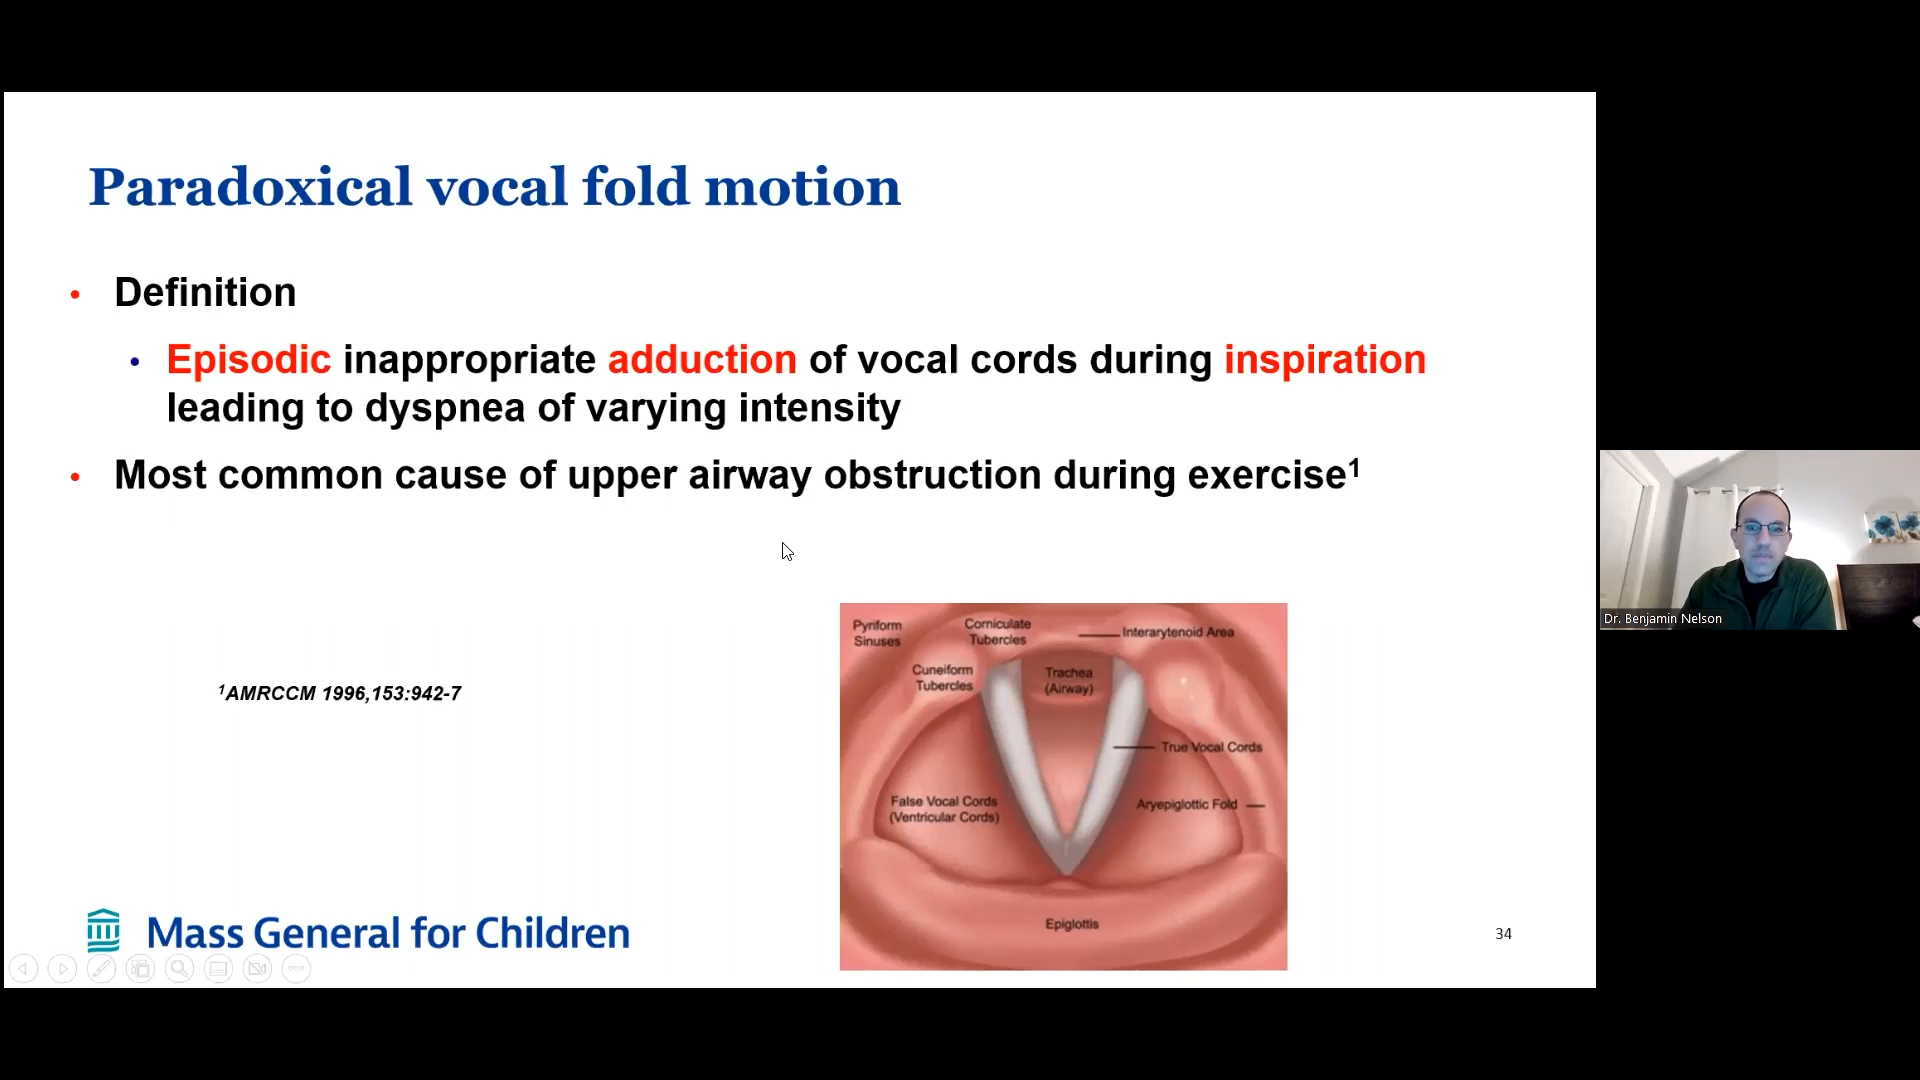 Paradoxical vocal fold motion
• Definition
• Episodic inappropriate adduction of vocal cords during inspiration
leading to dyspnea of varying intensity
• Most common cause of upper airway obstruction during exercise¹
¹AMRCCM 1996,153:942-7
Pyriform
Sinuses
Corniculate
Tubercles
Interarytenoid Area
Cuneiform
Tubercles
Trachea
(Airway)
True Vocal Cords
False Vocal Cords
(Ventricular Cords)
Aryepiglottic Fold
Epiglottis
Mass General for Children
34
Dr. Benjamin Nelson